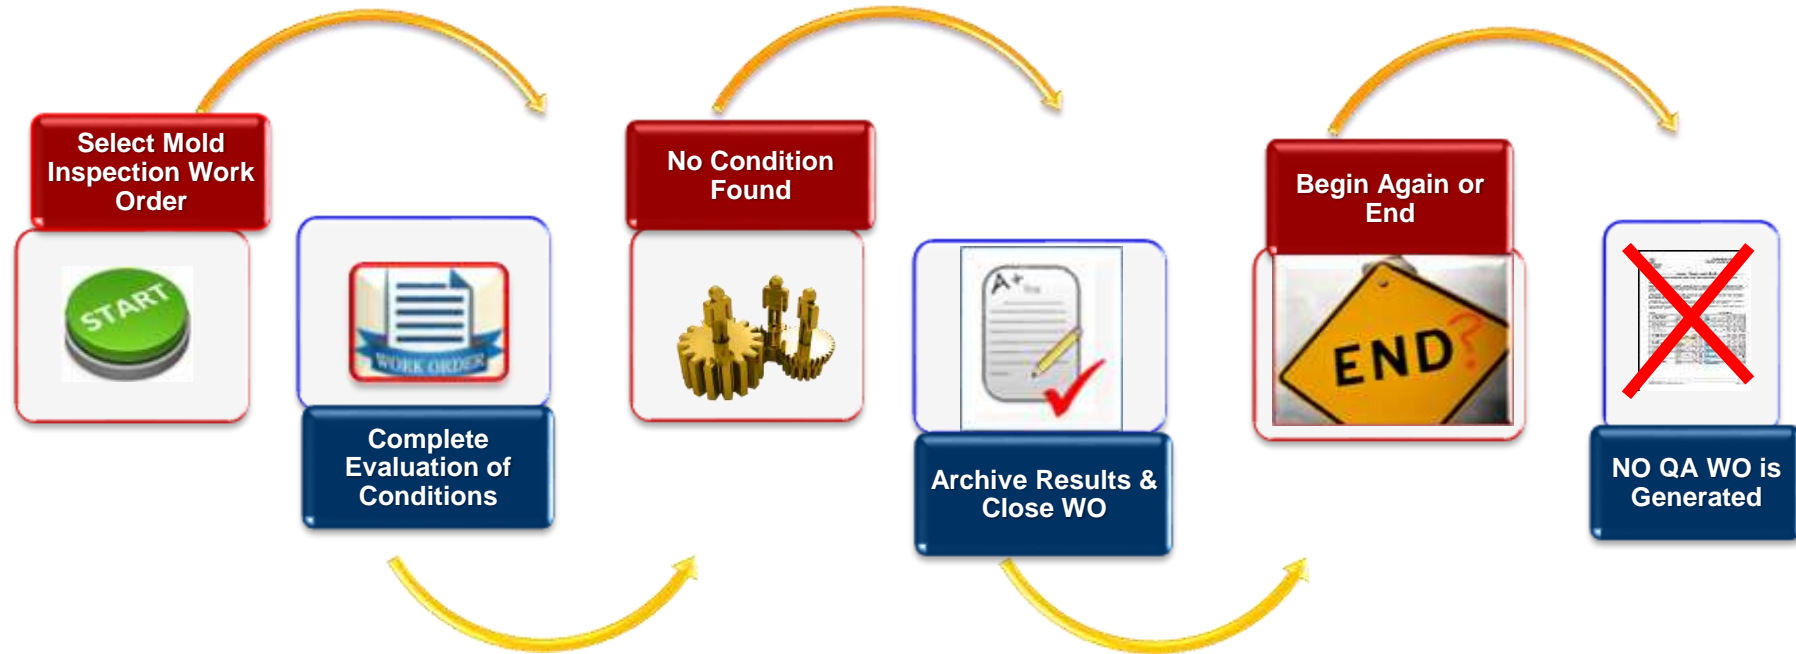 Select Mold
Inspection Work
Order
START
WORK ORDER
Complete
Evaluation of
Conditions
No Condition
Found
A+
Archive Results &
Close WO
Begin Again or
End
END?
NO QA WO is
Generated